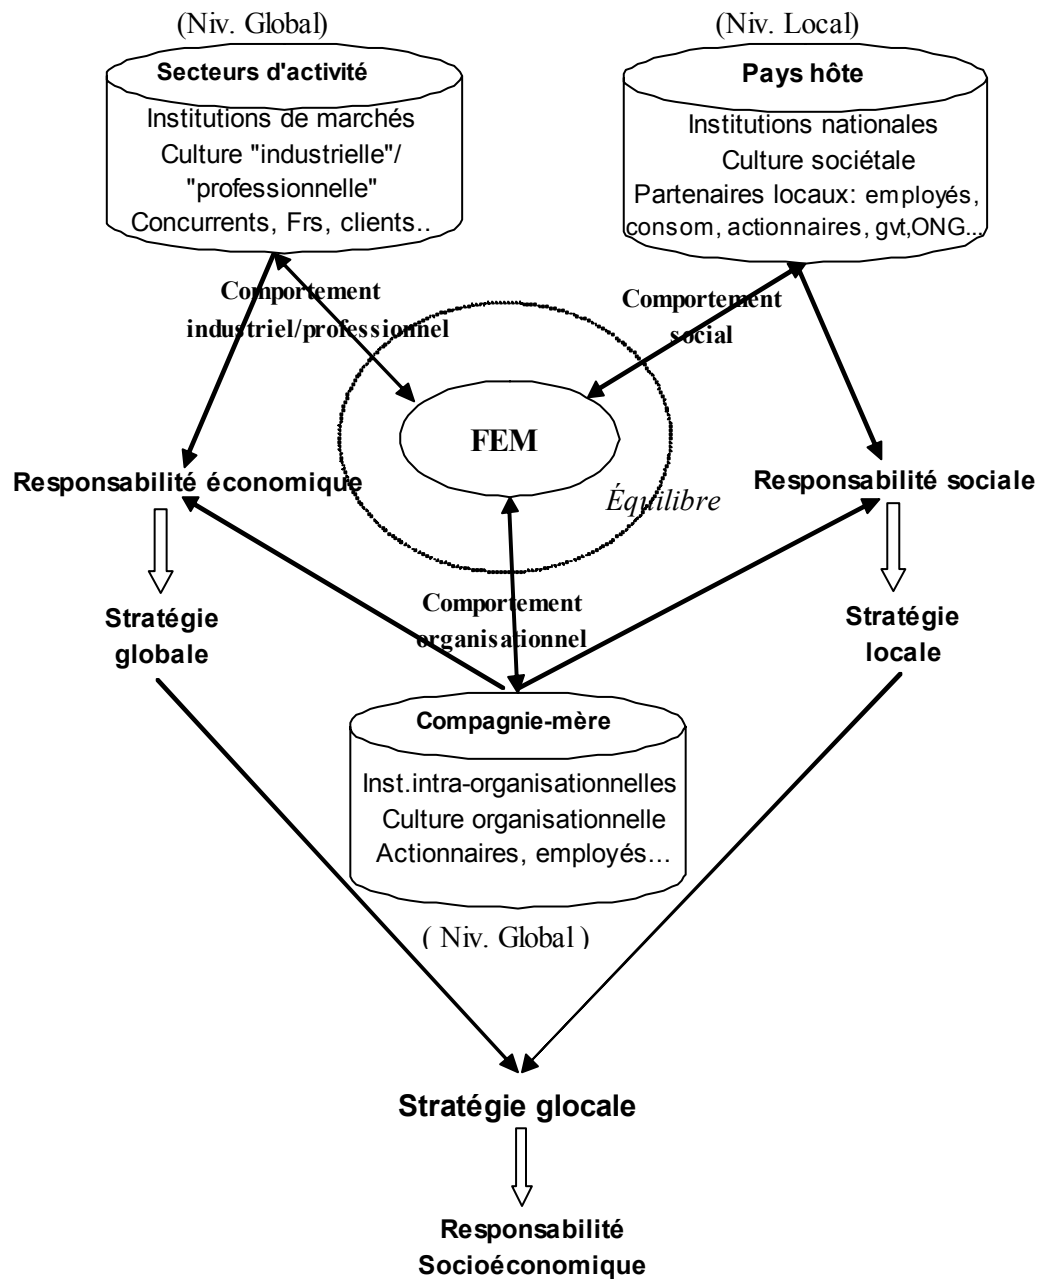 (Niv. Global)
(Niv. Local)
Secteurs d'activité
Institutions de marchés
Culture "industrielle"/
"professionnelle"
Concurrents, Frs, clients..
Pays hôte
Institutions nationales
Culture sociétale
Partenaires locaux: employés,
consom, actionnaires, gvt,ONG...
Comportement
industriel/professionnel
Comportement
social
FEM
Équilibre
Responsabilité économique
Responsabilité sociale
Stratégie
globale
Comportement
organisationnel
Stratégie
locale
Compagnie-mère
Inst.intra-organisationnelles
Culture organisationnelle
Actionnaires, employés...
( Niv. Global )
Stratégie glocale
Responsabilité
Socioéconomique